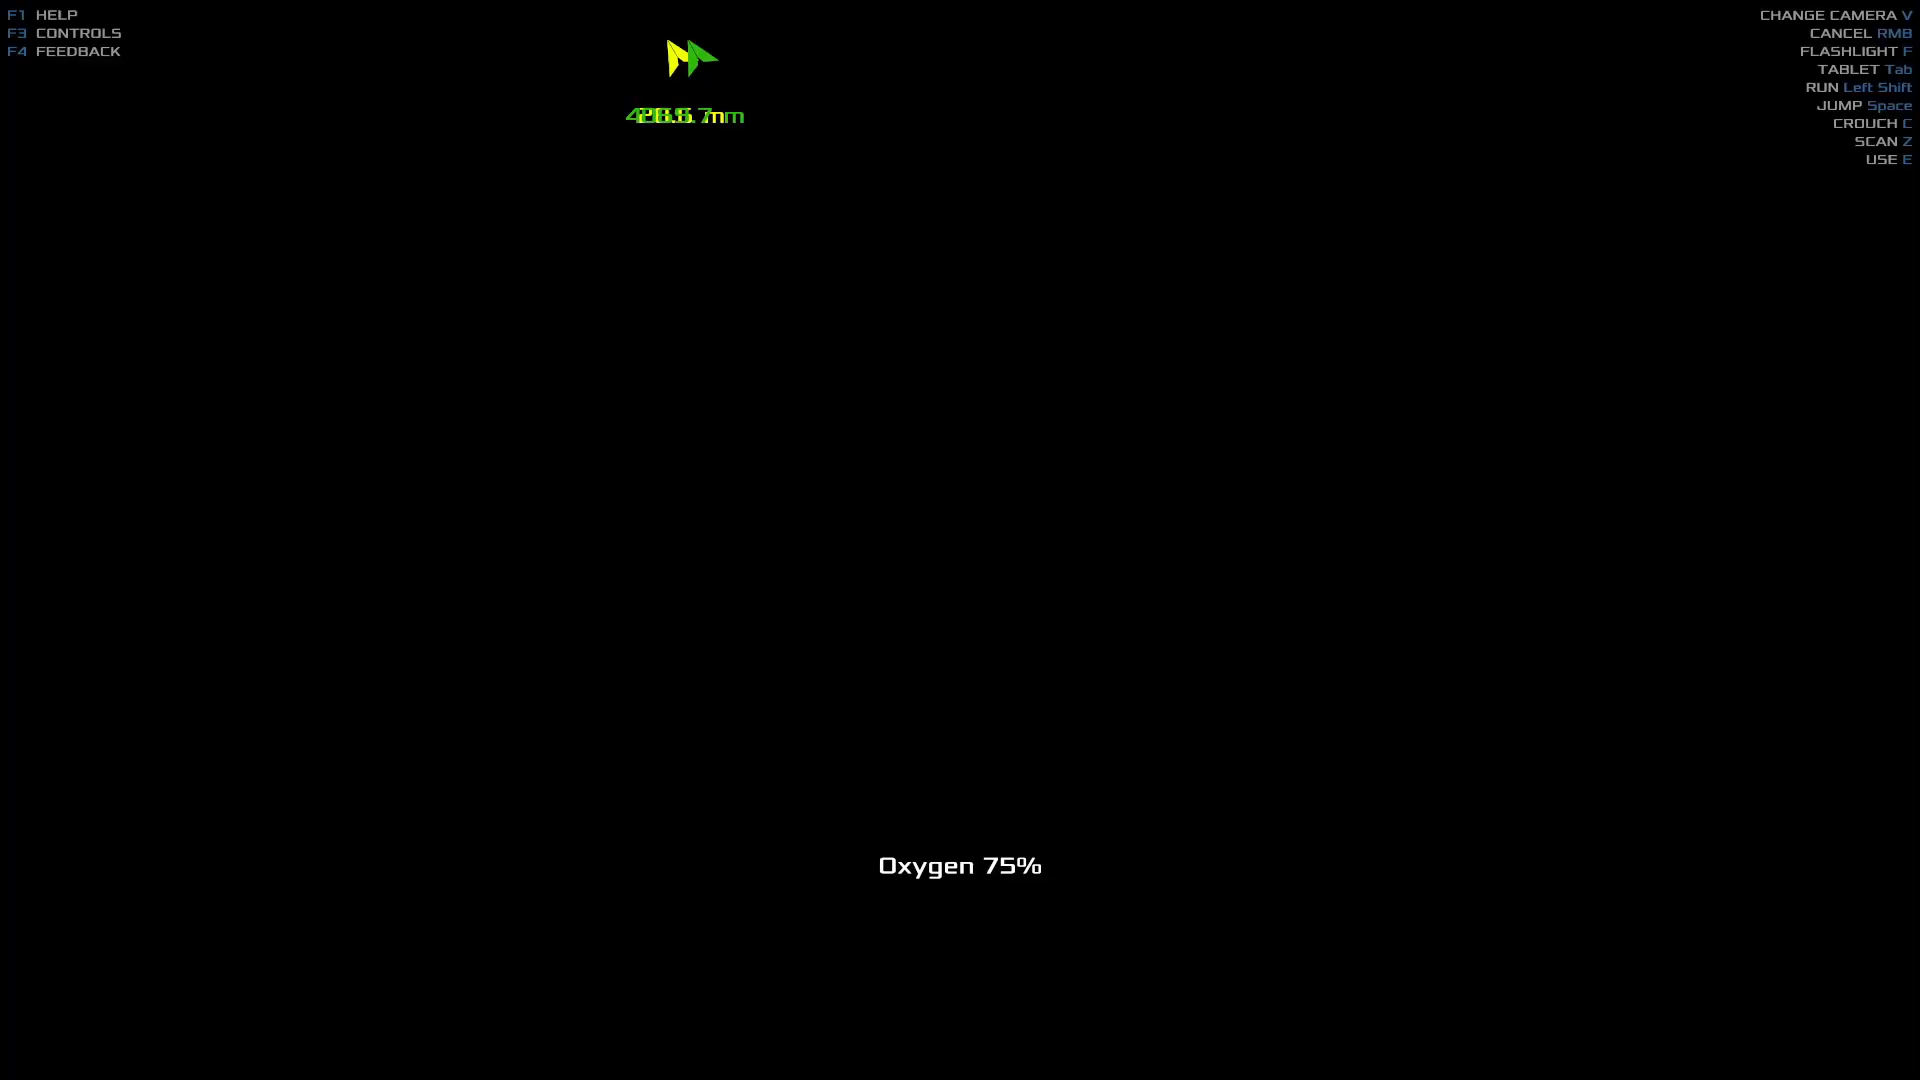 F1 HELP
F3 CONTROLS
F4 FEEDBACK
CHANGE CAMERA V
CANCEL RMB
FLASHLIGHT F
TABLET Tab
RUN Left Shift
JUMP Space
CROUCH C
SCAN Z
USE E
Oxygen 75%